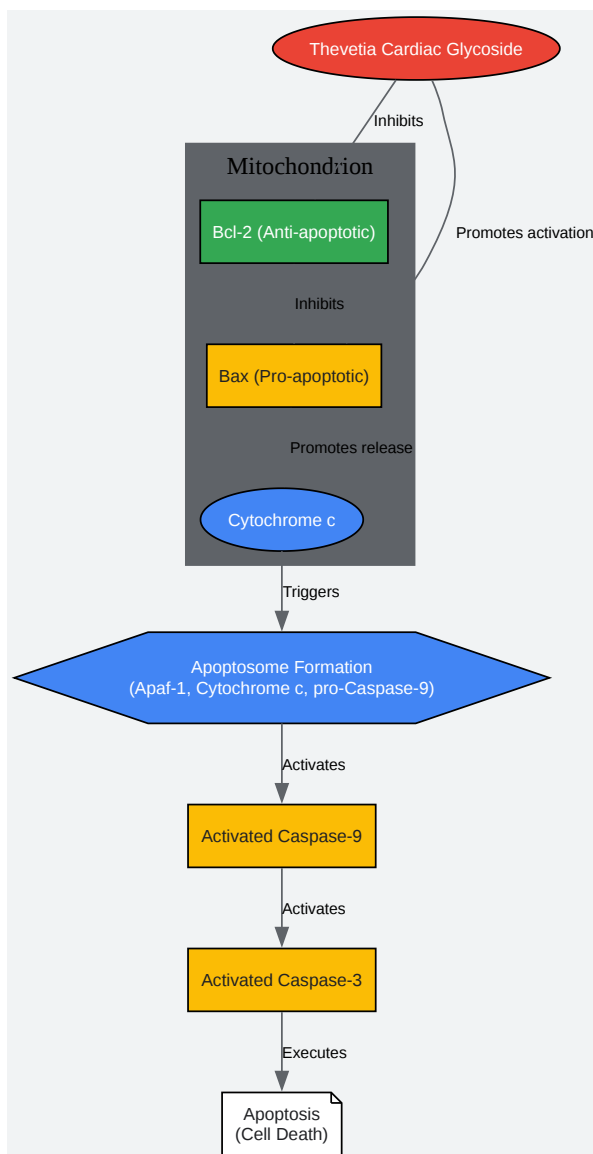 Thevetia Cardiac Glycoside
Inhibits
Mitochondrion
Bcl-2 (Anti-apoptotic)
Promotes activation
Inhibits
Bax (Pro-apoptotic)
Promotes release
Cytochrome c
Triggers
Apoptosome Formation
(Apaf-1, Cytochrome c, pro-Caspase-9)
Activates
Activated Caspase-9
Activates
Activated Caspase-3
Executes
Apoptosis
(Cell Death)